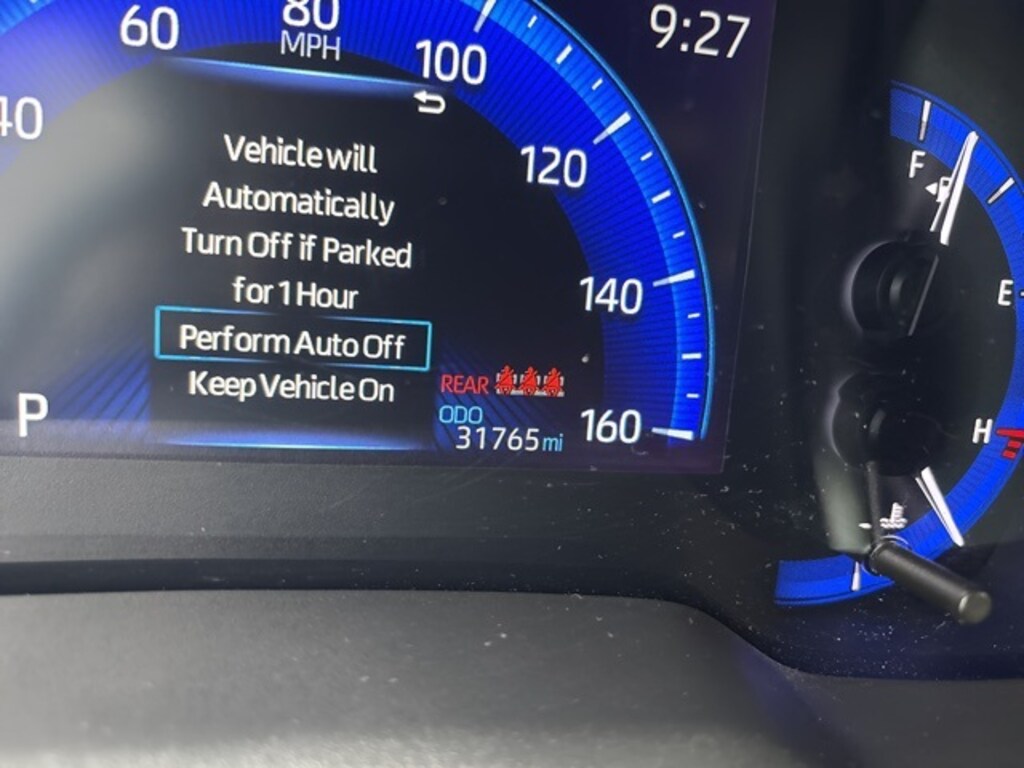 60
80
MPH
100
9:27
40
120
F
Vehicle will
Automatically
Turn Off if Parked
for 1 Hour
140
E
Perform Auto Off
Keep Vehicle On
REAR
P
ODO
31765 mi
160
H